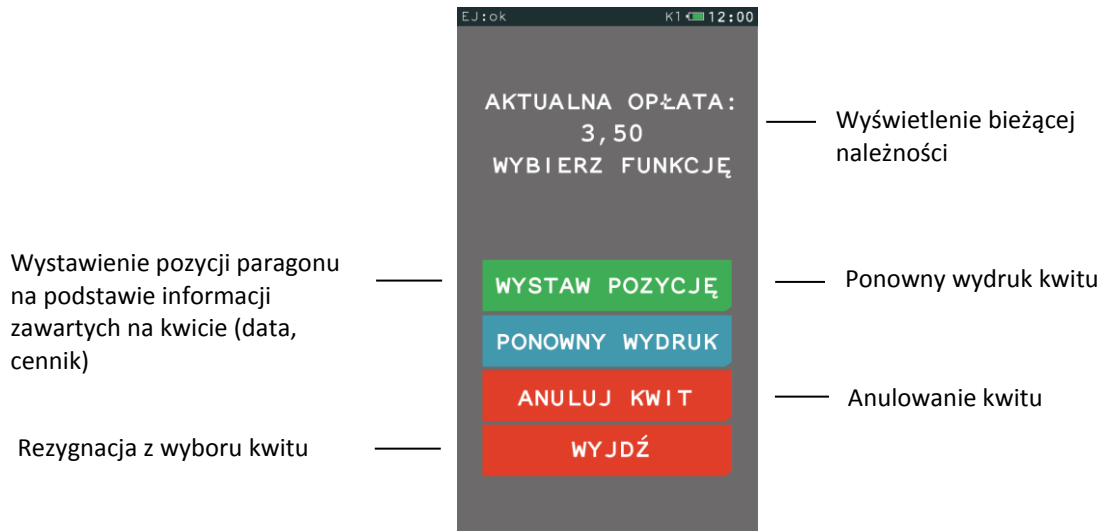 EJ:ok K1 12:00
AKTUALNA OPŁATA:
3,50
WYBIERZ FUNKCJĘ
Wyświetlenie bieżącej
należności
Wystawienie pozycji paragonu
na podstawie informacji
zawartych na kwicie (data,
cennik)
WYSTAW POZYCJĘ
Ponowny wydruk kwitu
PONOWNY WYDRUK
ANULUJ KWIT
Anulowanie kwitu
Rezygnacja z wyboru kwitu
WYJDŹ